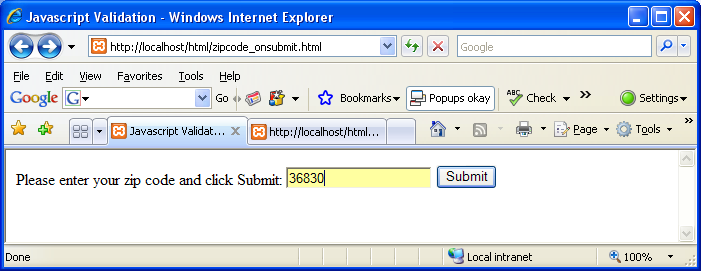 Javascript Validation - Windows Internet Explorer
http://localhost/html/zipcode_onsubmit.html Google
File Edit View Favorites Tools Help
Google G Go Bookmarks Popups okay ABC Check » Settings
Javascript Validat... http://localhost/html... Page Tools »
Please enter your zip code and click Submit: 36830 Submit
Done Local intranet 100%